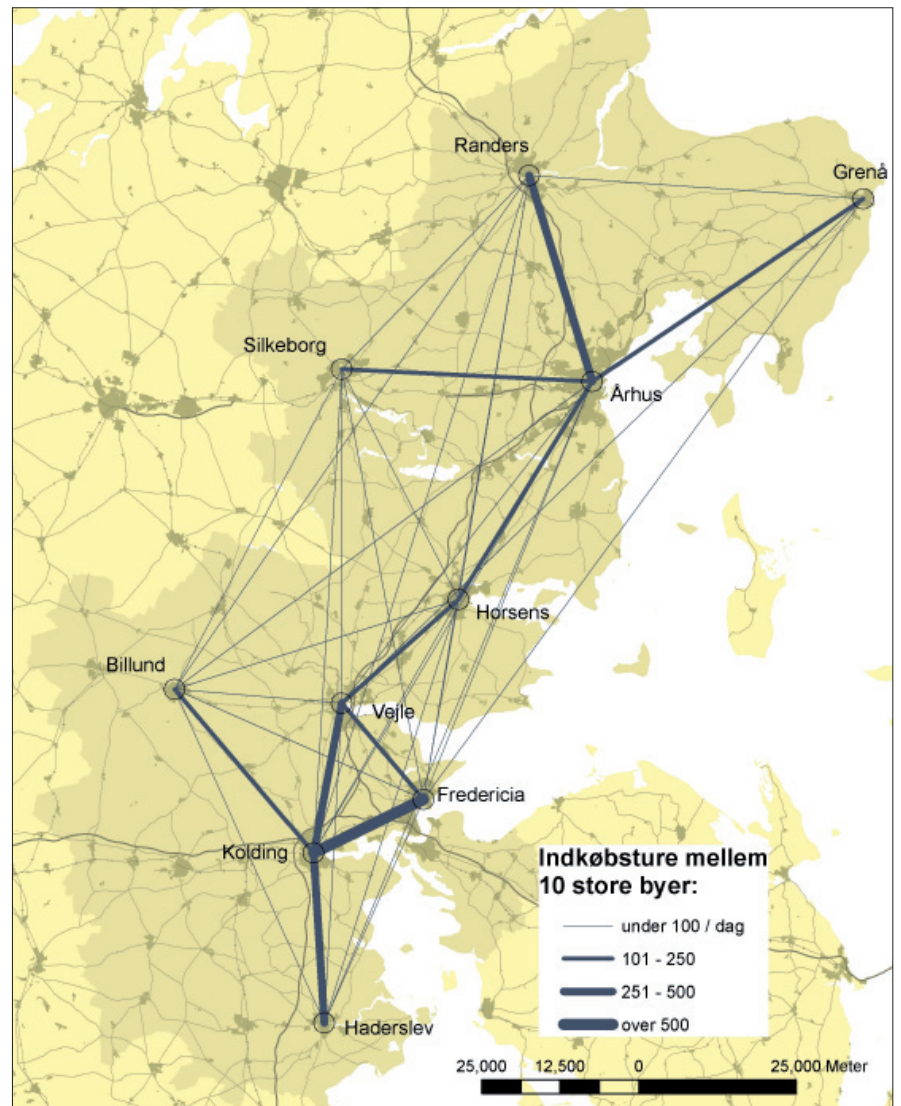 Randers
Grenå
Silkeborg
Århus
Horsens
Billund
Vejle
Fredericia
Kolding
Haderslev
Indkøbsture mellem
10 store byer:
under 100 / dag
101 - 250
251 - 500
over 500
25,000 12,500 0 25,000 Meter